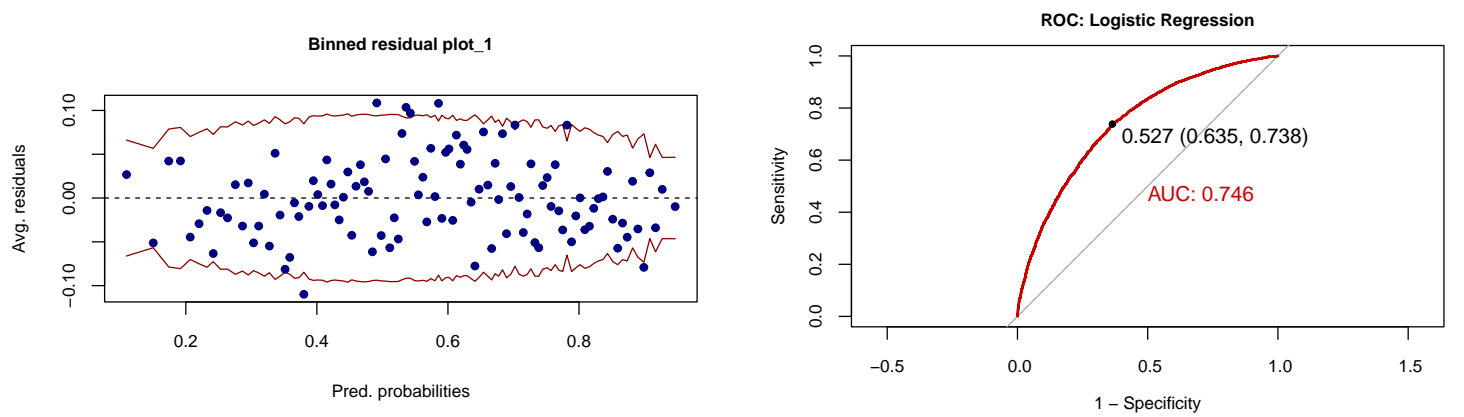 Binned residual plot_1
Avg. residuals
0.10
0.00
−0.10
0.2 0.4 0.6 0.8
Pred. probabilities
ROC: Logistic Regression
Sensitivity
1.0
0.8
0.6
0.4
0.2
0.0
0.527 (0.635, 0.738)
AUC: 0.746
−0.5 0.0 0.5 1.0 1.5
1 − Specificity